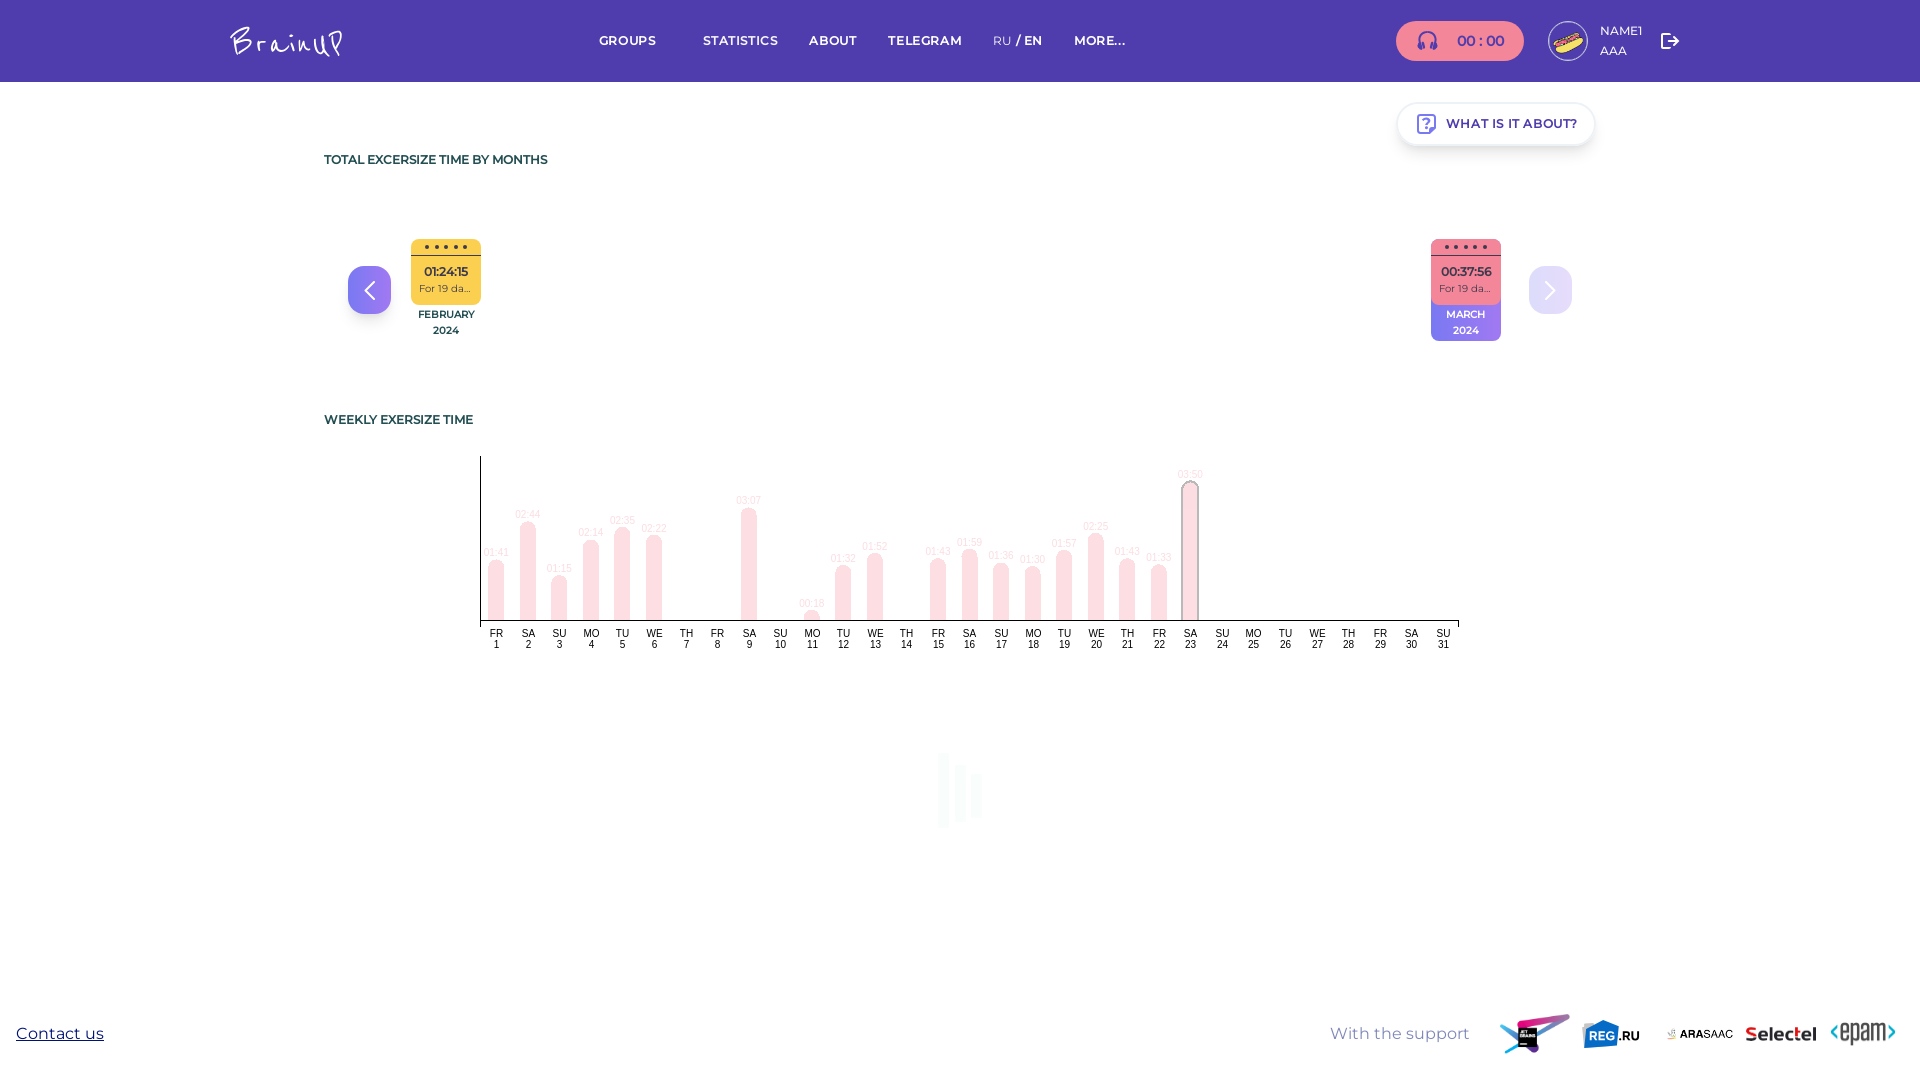 BrainUP
GROUPS STATISTICS ABOUT TELEGRAM RU / EN MORE...
00 : 00
NAME1
AAA
WHAT IS IT ABOUT?
TOTAL EXCERSIZE TIME BY MONTHS
01:24:15
For 19 da...
FEBRUARY
2024
00:37:56
For 19 da...
MARCH
2024
WEEKLY EXERSIZE TIME
01:41 02:44 01:15 02:14 02:35 02:22 03:07 00:18 01:32 01:52 01:43 01:59 01:36 01:30 01:57 02:25 01:43 01:33 03:50
FR SA SU MO TU WE TH FR SA SU MO TU WE TH FR SA SU MO TU WE TH FR SA SU MO TU WE TH FR SA SU
1 2 3 4 5 6 7 8 9 10 11 12 13 14 15 16 17 18 19 20 21 22 23 24 25 26 27 28 29 30 31
Contact us
With the support
JET BRAINS
REG.RU
ARASAAC
Selectel
<epam>